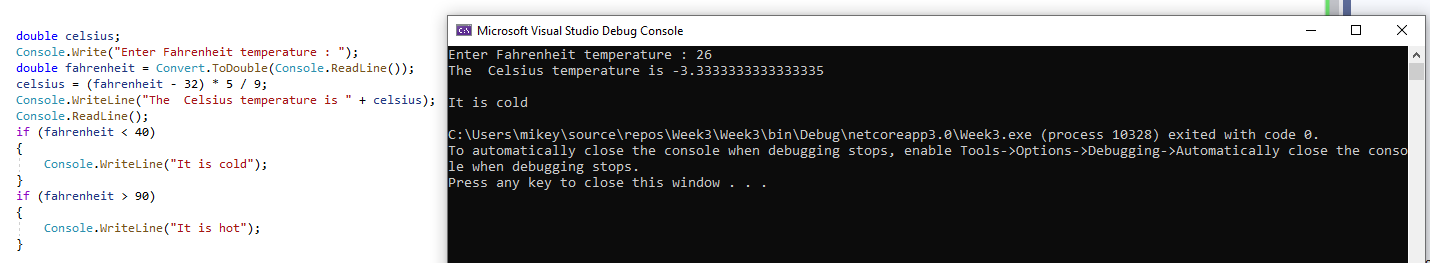 double celsius;
Console.Write("Enter Fahrenheit temperature : ");
double fahrenheit = Convert.ToDouble(Console.ReadLine());
celsius = (fahrenheit - 32) * 5 / 9;
Console.WriteLine("The  Celsius temperature is " + celsius);
Console.ReadLine();
if (fahrenheit < 40)
{
    Console.WriteLine("It is cold");
}
if (fahrenheit > 90)
{
    Console.WriteLine("It is hot");
}
Microsoft Visual Studio Debug Console
Enter Fahrenheit temperature : 26
The  Celsius temperature is -3.3333333333333335

It is cold

C:\Users\mikey\source\repos\Week3\Week3\bin\Debug\netcoreapp3.0\Week3.exe (process 10328) exited with code 0.
To automatically close the console when debugging stops, enable Tools->Options->Debugging->Automatically close the conso
le when debugging stops.
Press any key to close this window . . .